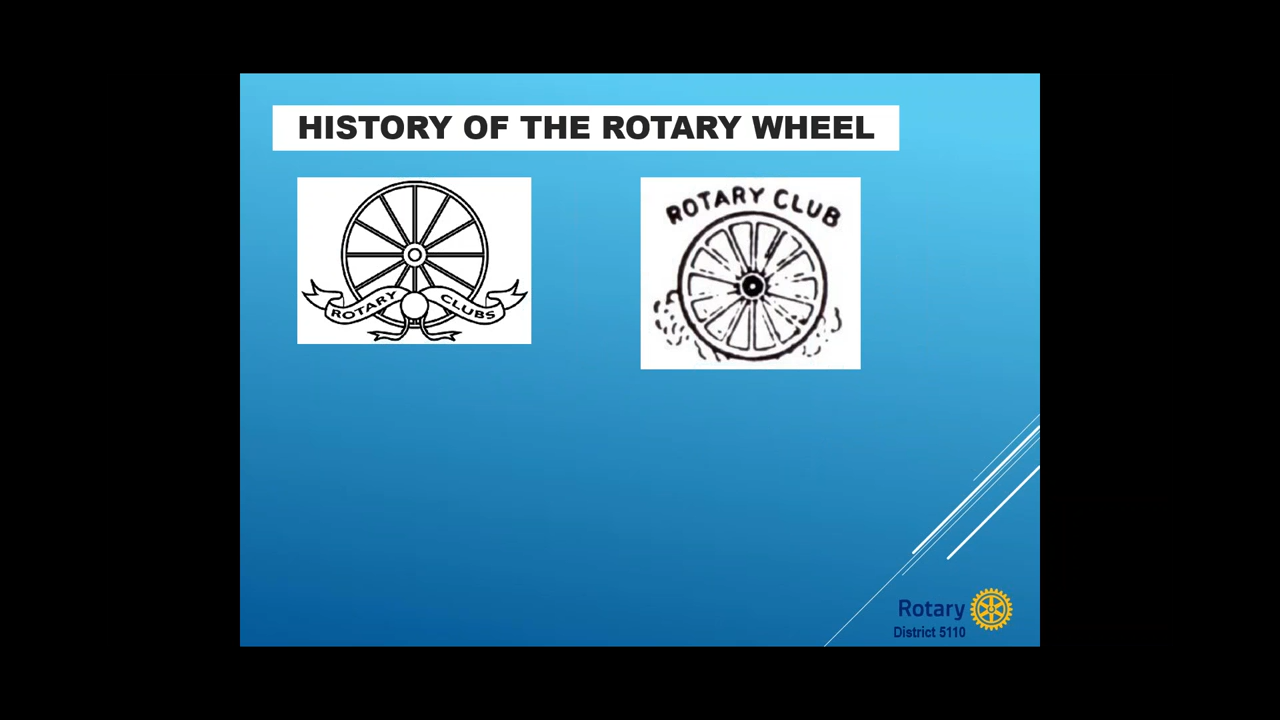 HISTORY OF THE ROTARY WHEEL
ROTARY CLUBS
ROTARY CLUB
Rotary
District 5110